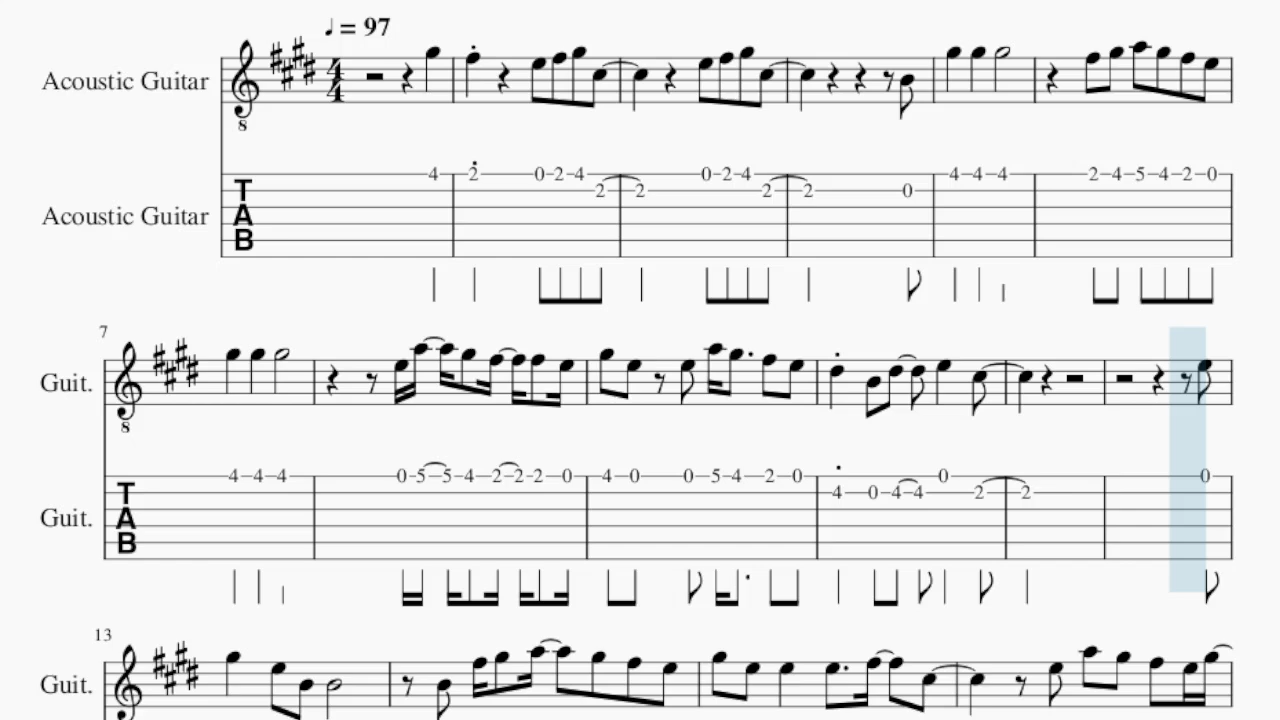 ♩ = 97
Acoustic Guitar 4 4 8
Acoustic Guitar T A B 4 2 0 2 4 2 2 0 2 4 2 2 0 4 4 4 2 4 5 4 2 0
7
Guit. 8
Guit. T A B 4 4 4 0 5 5 4 2 2 2 0 4 0 0 5 4 2 0 4 0 4 4 0 2 2 0
13
Guit.